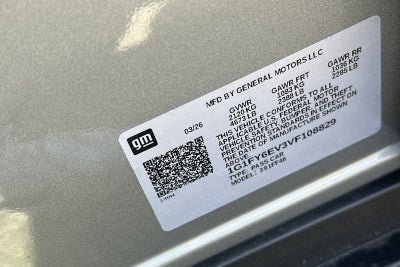 gm
03/26
MFD BY GENERAL MOTORS LLC
GVWR GAWR FRT GAWR RR
2120 KG 1083 KG 1036 KG
4673 LB 2388 LB 2285 LB
THIS VEHICLE CONFORMS TO ALL
APPLICABLE U.S. FEDERAL MOTOR
VEHICLE SAFETY, BUMPER, AND THEFT
PREVENTION STANDARDS IN EFFECT ON
THE DATE OF MANUFACTURE SHOWN
ABOVE.
1G1FY6EV3VF108829
TYPE: PASS CAR
MODEL: 391FF48